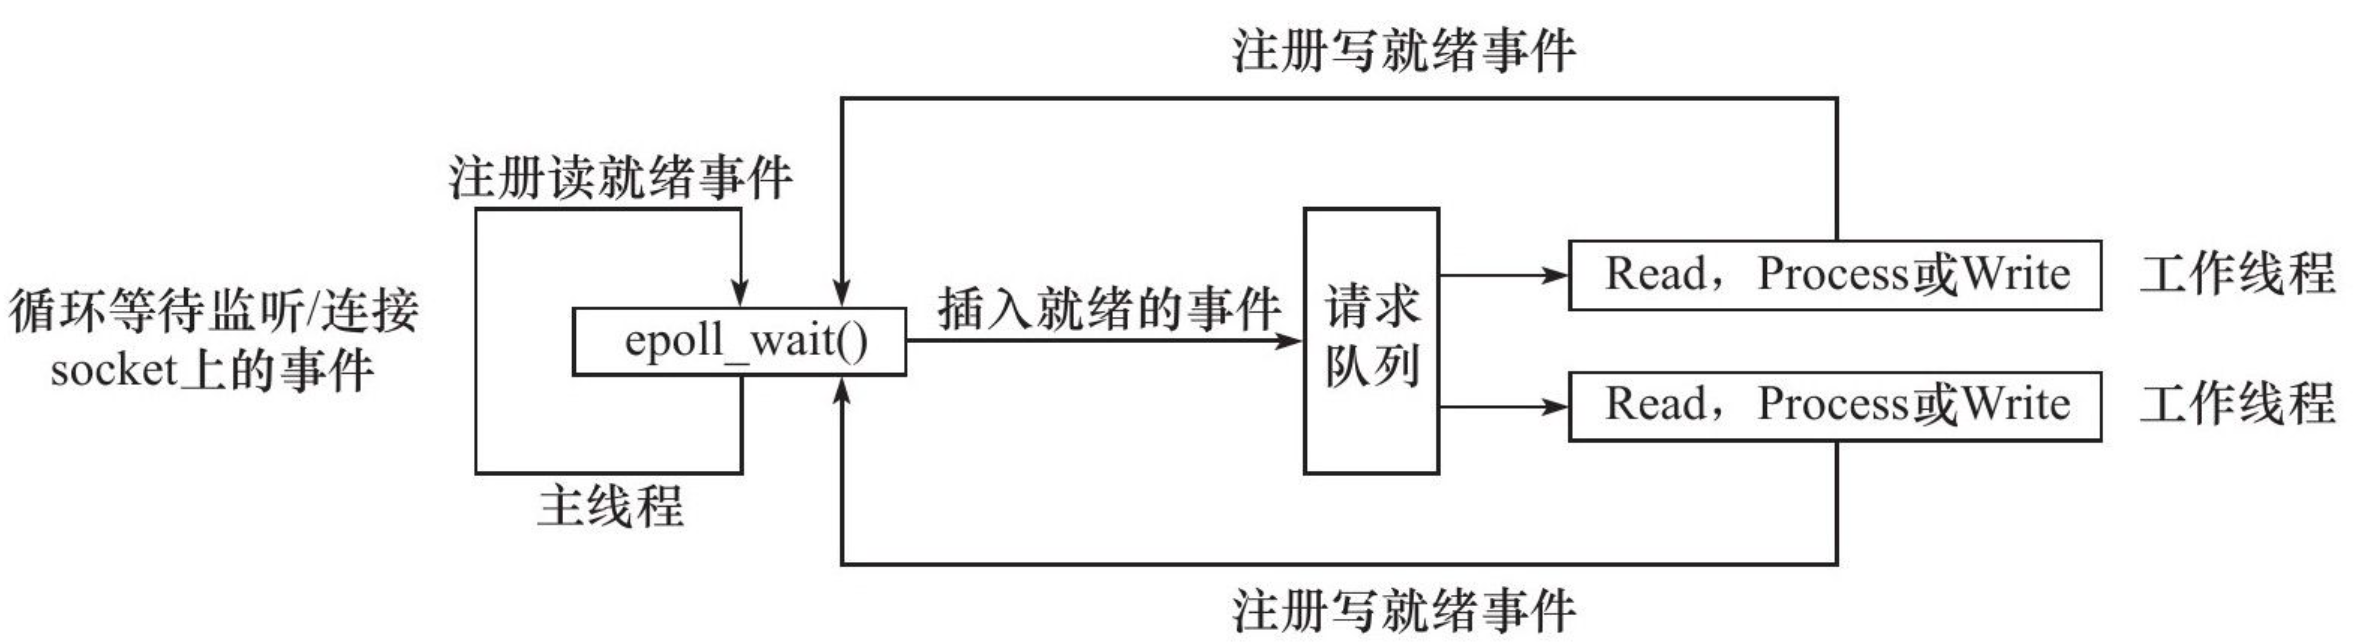 注册写就绪事件
注册读就绪事件
循环等待监听/连接
socket上的事件
epoll_wait()
插入就绪的事件
请求
队列
Read，Process或Write
工作线程
Read，Process或Write
工作线程
主线程
注册写就绪事件